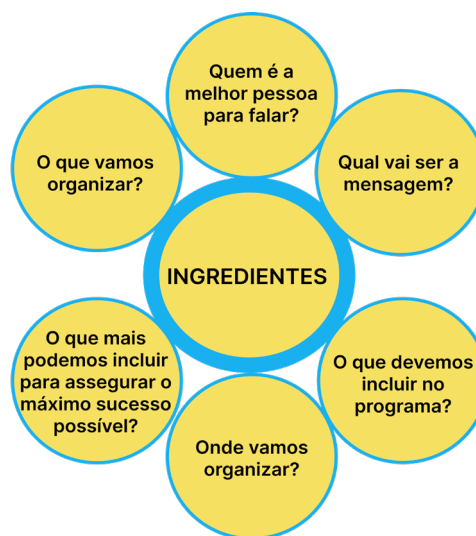 Quem é a
melhor pessoa
para falar?
O que vamos
organizar?
Qual vai ser a
mensagem?
INGREDIENTES
O que mais
podemos incluir
para assegurar o
máximo sucesso
possível?
O que devemos
incluir no
programa?
Onde vamos
organizar?